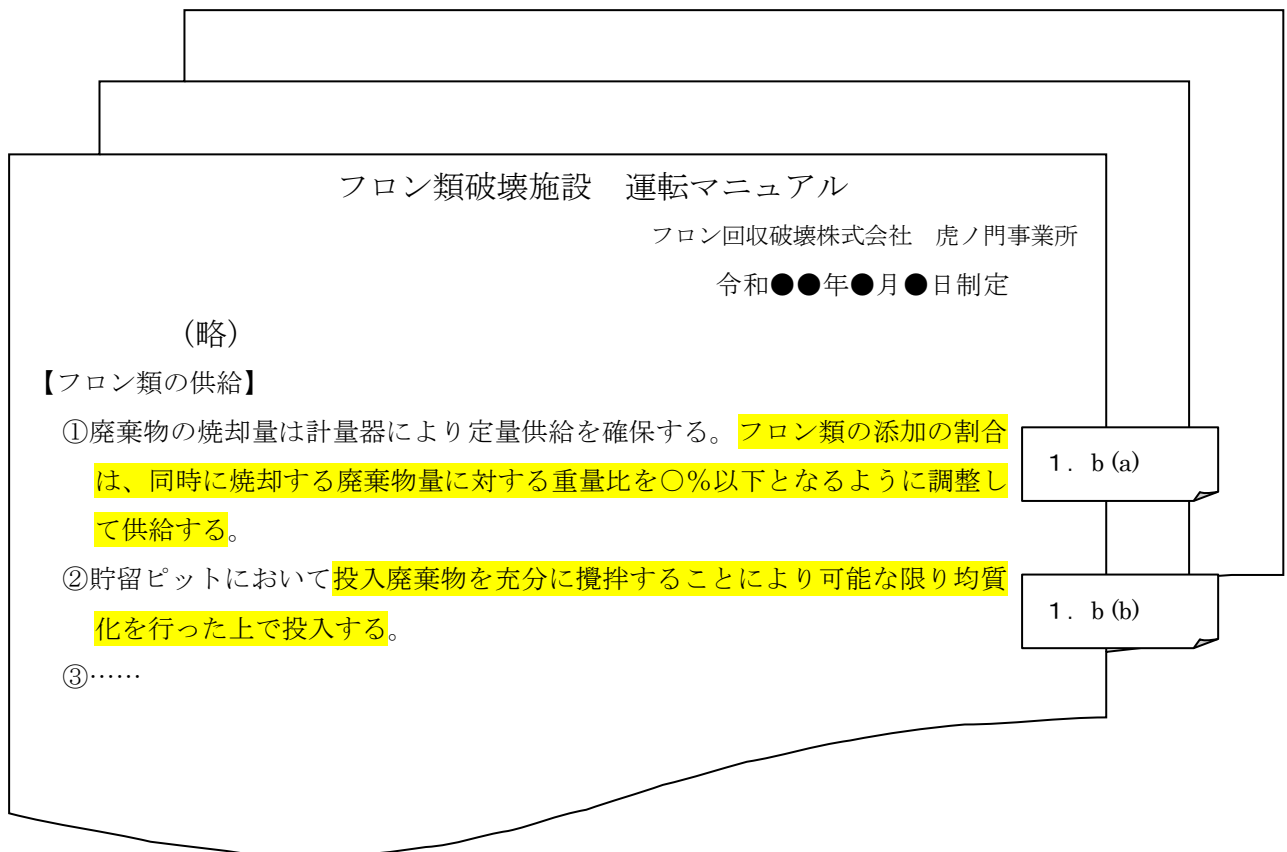 フロン類破壊施設　運転マニュアル
フロン回収破壊株式会社　虎ノ門事業所
令和●●年●月●日制定
（略）
【フロン類の供給】
①廃棄物の焼却量は計量器により定量供給を確保する。フロン類の添加の割合
は、同時に焼却する廃棄物量に対する重量比を○％以下となるように調整し
て供給する。
1．b (a)
②貯留ピットにおいて投入廃棄物を充分に攪拌することにより可能な限り均質
化を行った上で投入する。
1．b (b)
③……